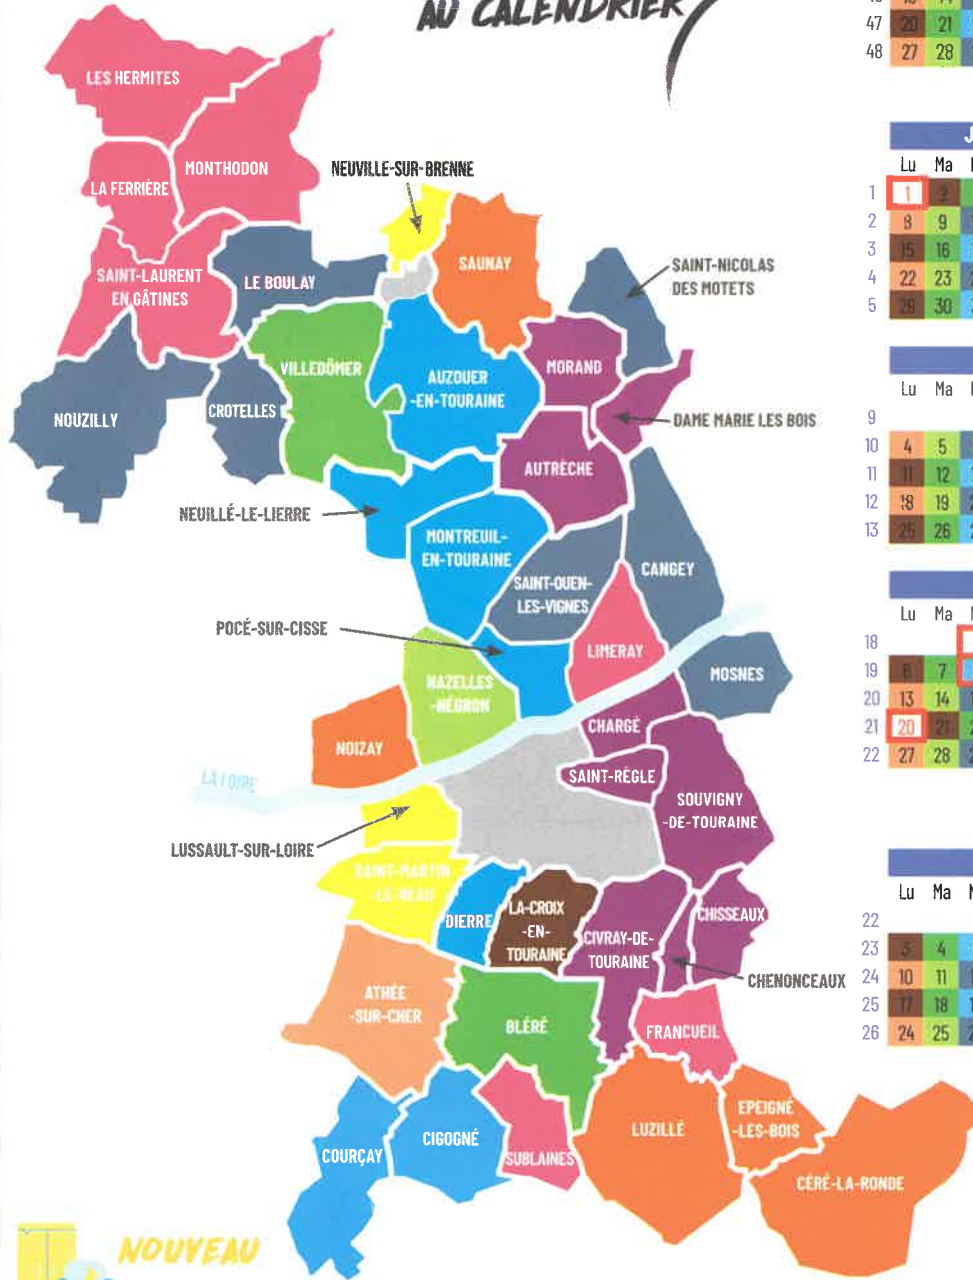 AU CALENDRIER
LES HERMITES
MONTHODON
LA FERRIÈRE
NEUVILLE-SUR-BRENNE
SAUNAY
SAINT-LAURENT
EN GÂTINES
LE BOULAY
SAINT-NICOLAS
DES MOTETS
VILLEDÔMER
AUZOUER
-EN-TOURAINE
MORAND
NOUZILLY
CROTELLES
DAME MARIE LES BOIS
AUTRÈCHE
NEUILLÉ-LE-LIERRE
MONTREUIL-
EN-TOURAINE
SAINT-OUEN-
LES-VIGNES
CANGEY
POCÉ-SUR-CISSE
LIMERAY
NAZELLES
-NÉGRON
MOSNES
CHARGÉ
NOIZAY
SAINT-RÈGLE
LA LOIRE
SOUVIGNY
-DE-TOURAINE
LUSSAULT-SUR-LOIRE
SAINT-MARTIN
-LE-BEAU
DIERRE
LA-CROIX
-EN-
TOURAINE
CIVRAY-DE-
TOURAINE
CHISSEAUX
CHENONCEAUX
ATHÉE
-SUR-CHER
BLÉRÉ
FRANCUEIL
LUZILLÉ
EPEIGNÉ
-LES-BOIS
COURÇAY
CIGOGNÉ
SUBLAINES
CÉRÉ-LA-RONDE
NOUVEAU
47 20 21
48 27 28
J
Lu Ma
1 1 2
2 8 9
3 15 16
4 22 23
5 29 30
Lu Ma
9
10 4 5
11 11 12
12 18 19
13 25 26
Lu Ma
18
19 6 7
20 13 14
21 20 21
22 27 28
Lu Ma
22
23 3 4
24 10 11
25 17 18
26 24 25